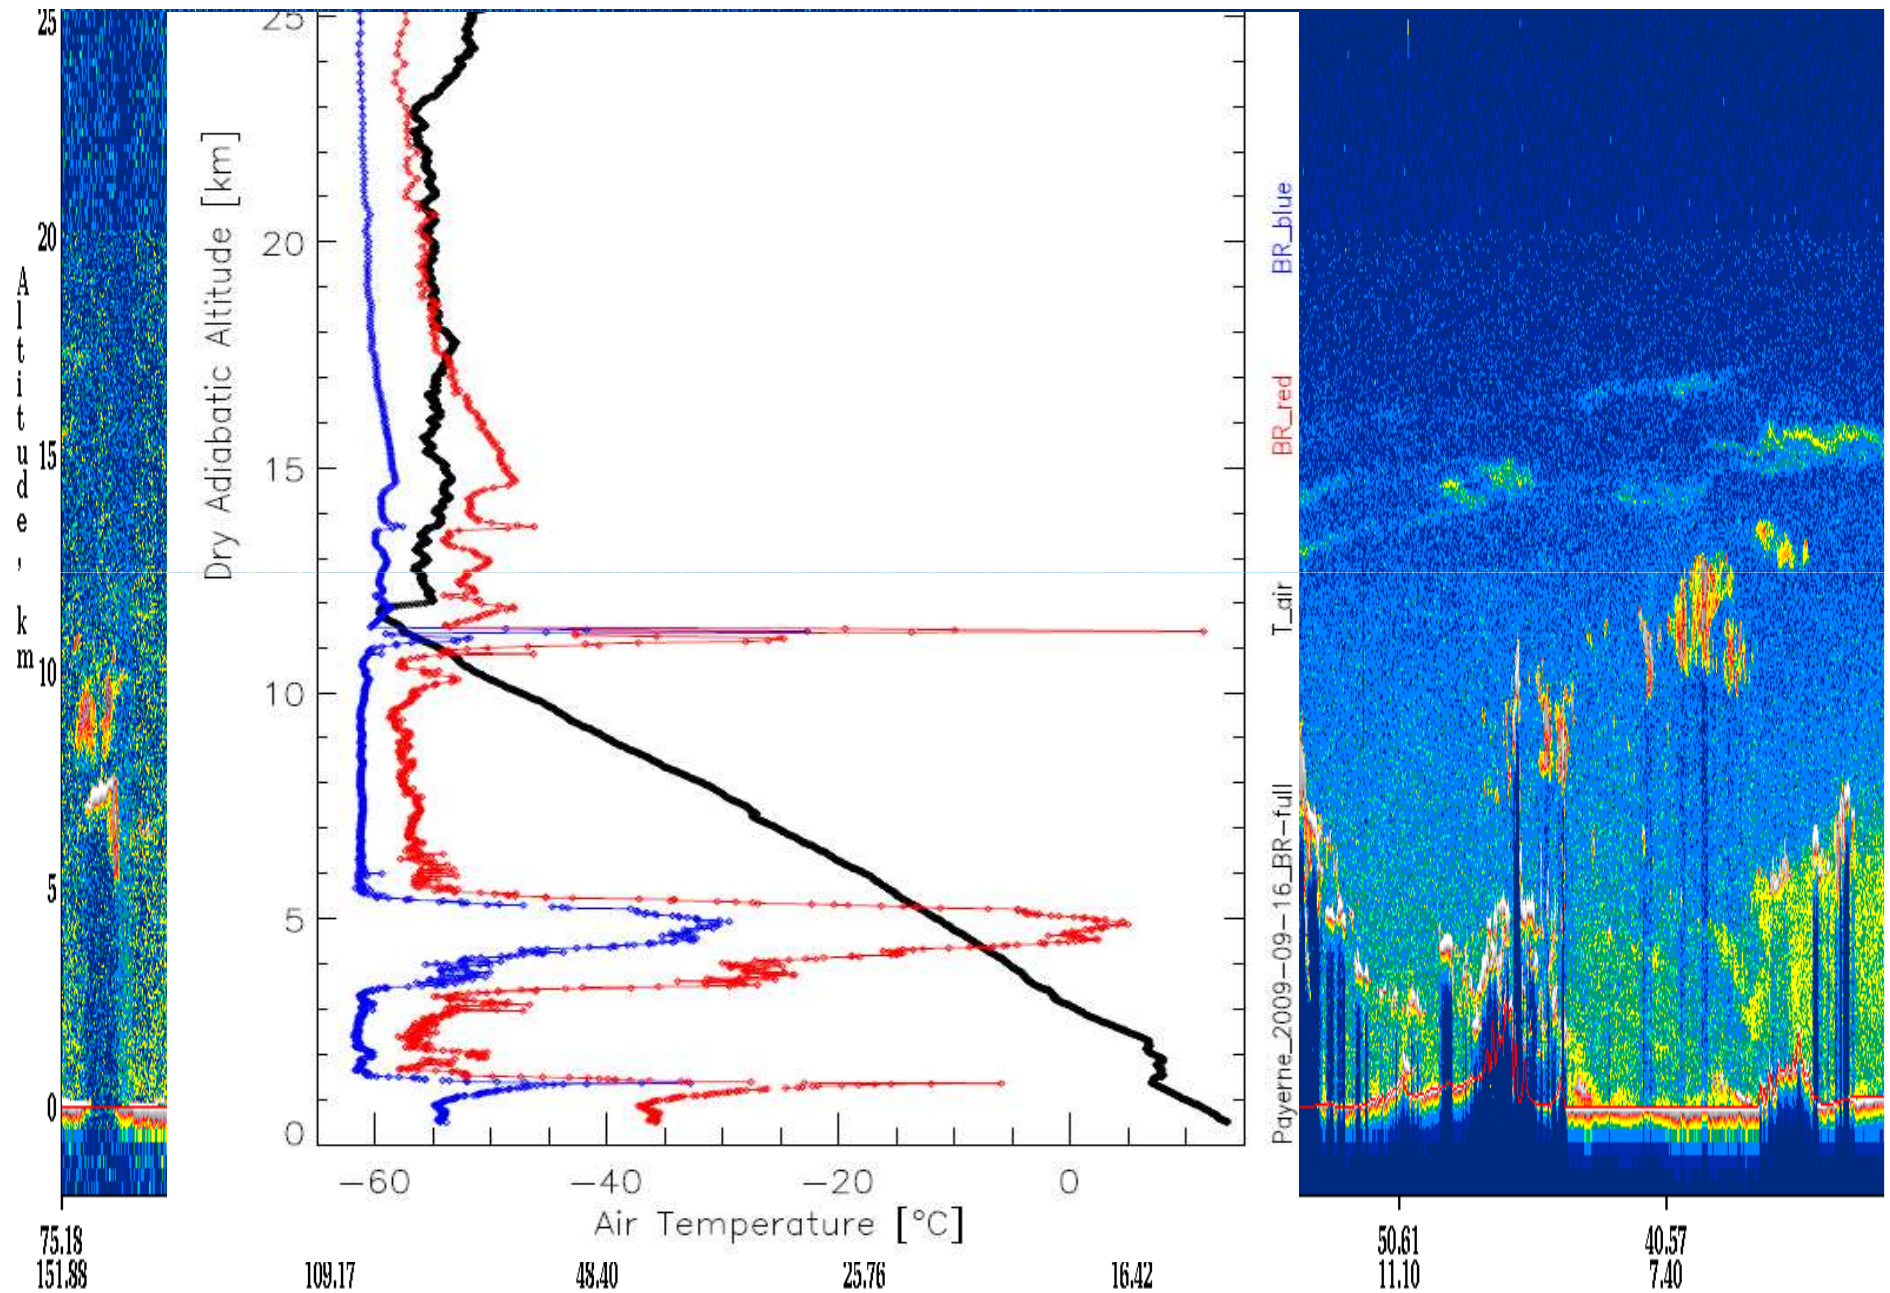 25
20
15
10
5
0
Altitude, km
25
20
15
10
5
0
Dry Adiabatic Altitude [km]
-60 -40 -20 0
Air Temperature [°C]
BR_blue
BR_red
T_air
Payerne_2009-09-16_BR-full
75.18 50.61 40.57
151.88 109.17 48.40 25.76 16.42 11.10 7.40